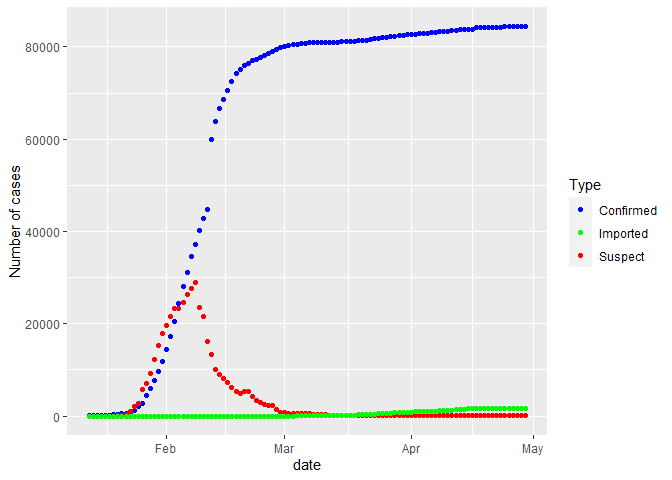 80000
60000
40000
20000
0
Number of cases
Feb
Mar
Apr
May
date
Type
Confirmed
Imported
Suspect